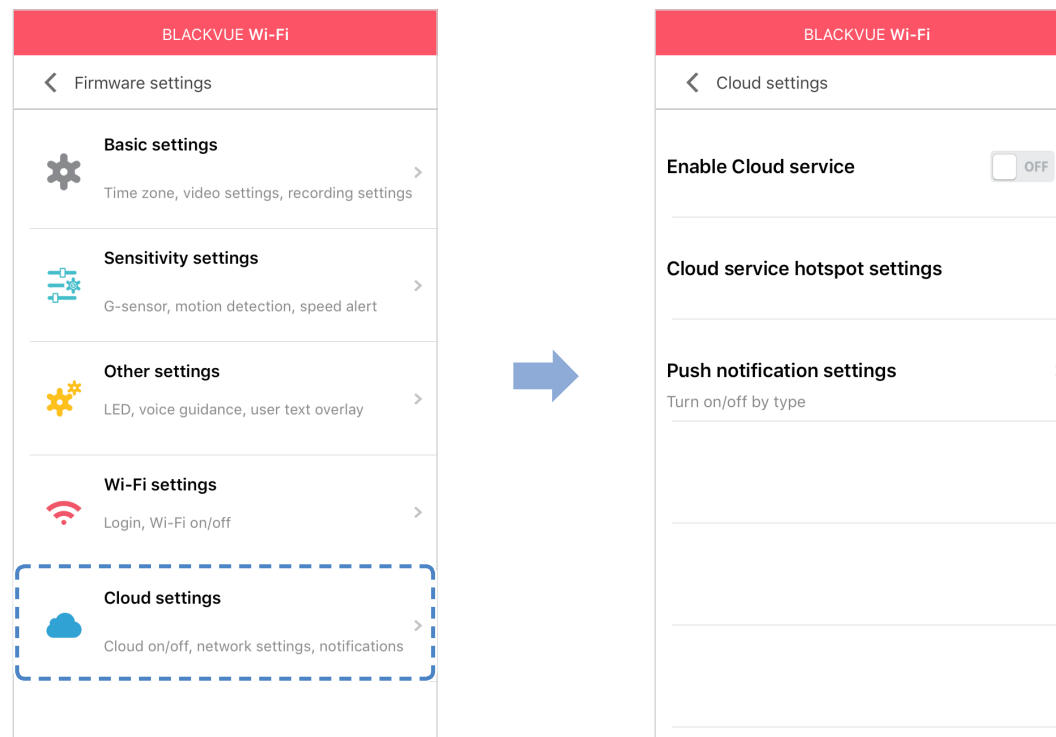 BLACKVUE Wi-Fi
Firmware settings
Basic settings
Time zone, video settings, recording settings
Sensitivity settings
G-sensor, motion detection, speed alert
Other settings
LED, voice guidance, user text overlay
Wi-Fi settings
Login, Wi-Fi on/off
Cloud settings
Cloud on/off, network settings, notifications
BLACKVUE Wi-Fi
Cloud settings
Enable Cloud service
OFF
Cloud service hotspot settings
Push notification settings
Turn on/off by type